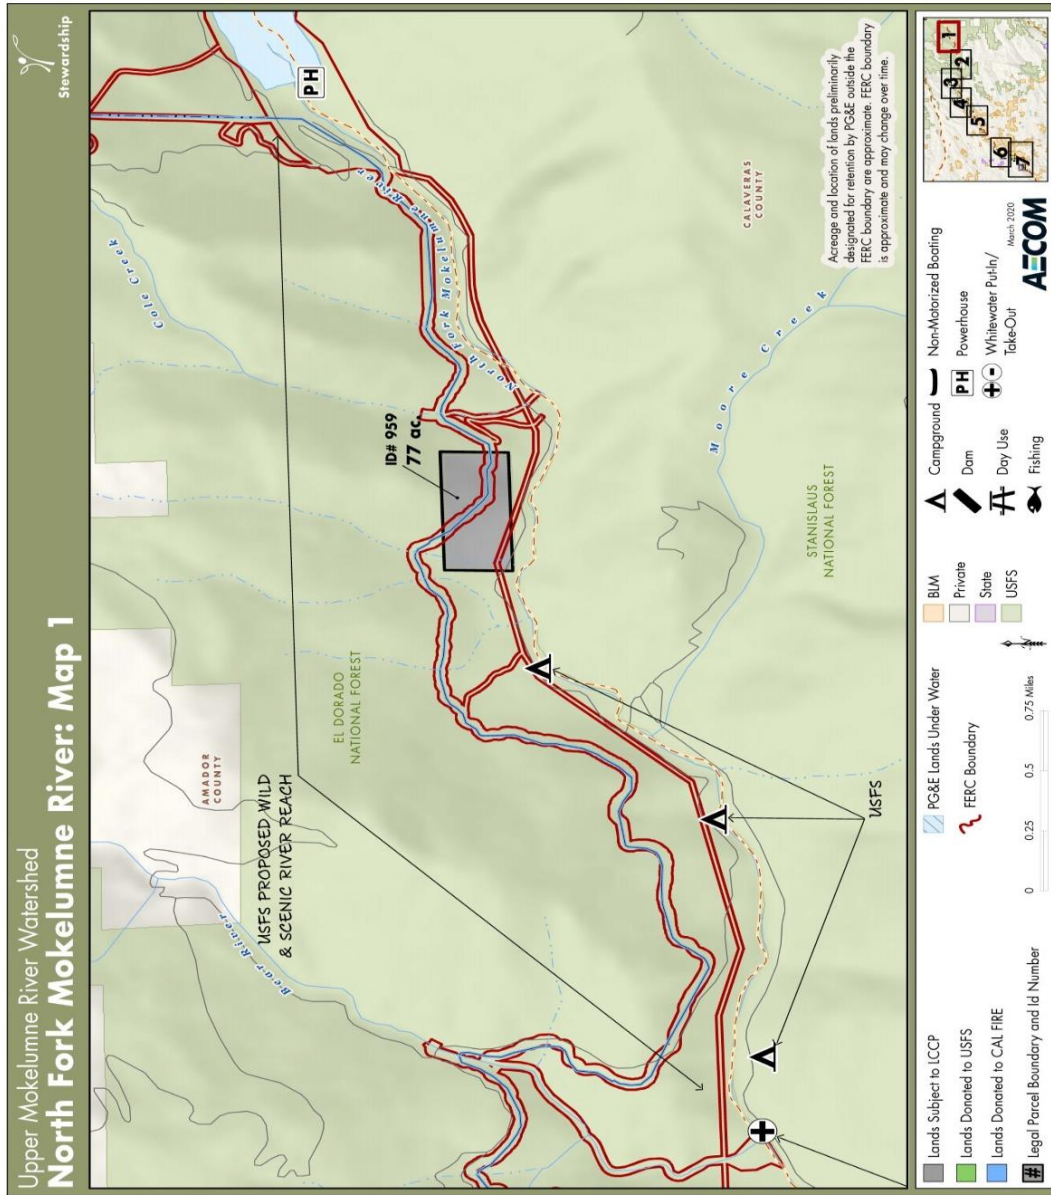 Upper Mokelumne River Watershed
North Fork Mokelumne River: Map 1
Stewardship
Cole Creek
PH
North Fork Mokelumne River
ID# 959
77 ac.
EL DORADO
NATIONAL FOREST
AMADOR
COUNTY
USFS PROPOSED WILD
& SCENIC RIVER REACH
Bear River
Moore Creek
CALAVERAS
COUNTY
STANISLAUS
NATIONAL FOREST
USFS
Acreage and location of lands preliminarily
designated for retention by PG&E outside the
FERC boundary are approximate. FERC boundary
is approximate and may change over time.
Lands Subject to LCCP
Lands Donated to USFS
Lands Donated to CAL FIRE
# Legal Parcel Boundary and Id Number
PG&E Lands Under Water
FERC Boundary
0 0.25 0.5 0.75 Miles
BLM
Private
State
USFS
Campground
Dam
Day Use
Fishing
Non-Motorized Boating
PH Powerhouse
Whitewater Put-In/
Take-Out
March 2020
AECOM
1
2
3
4
5
6
7